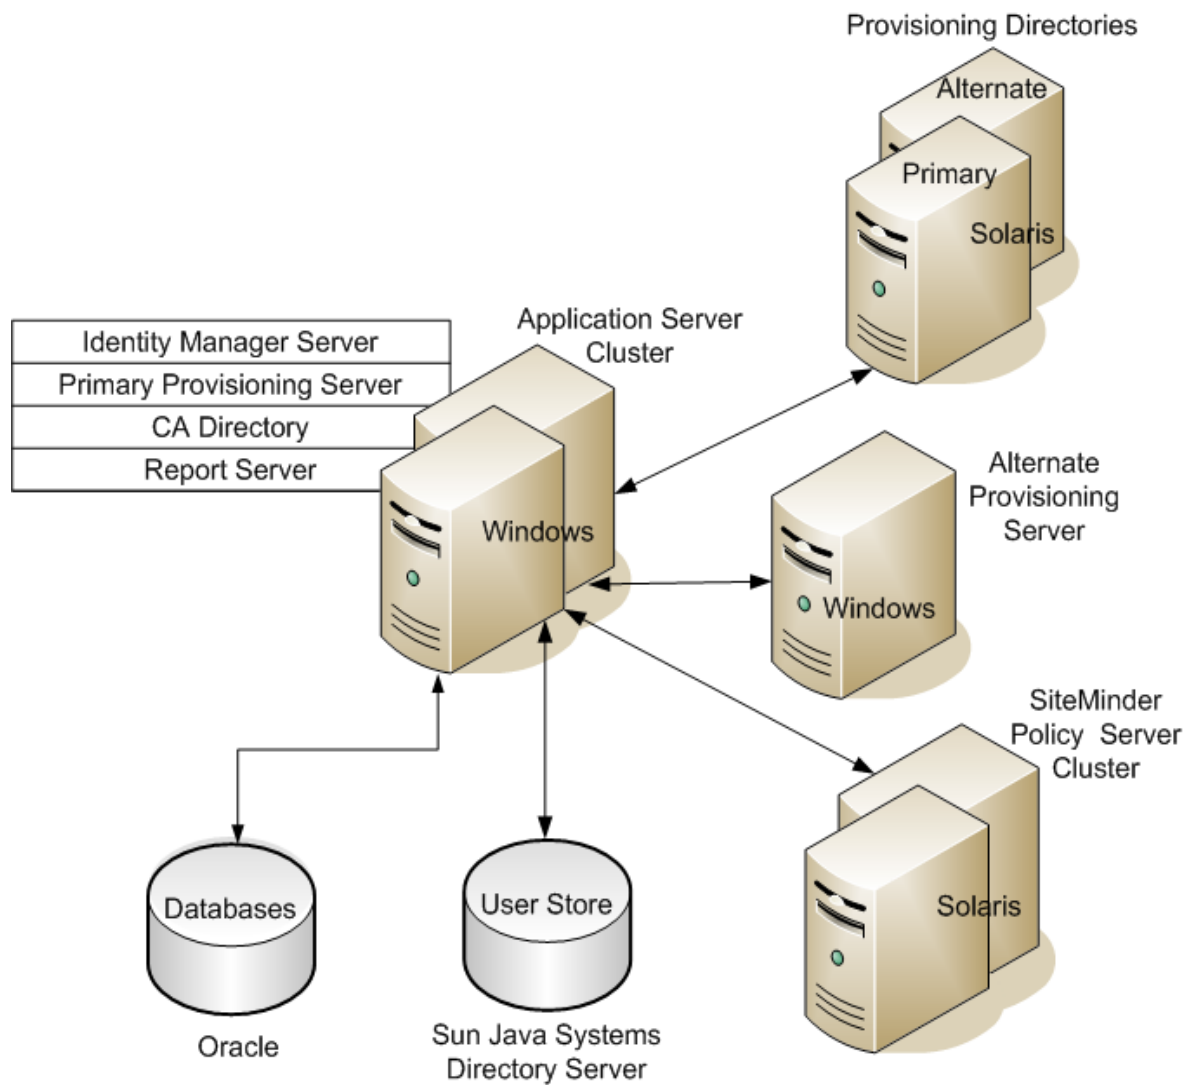 Provisioning Directories
Alternate
Primary
Solaris
Application Server
Cluster
Identity Manager Server
Primary Provisioning Server
CA Directory
Report Server
Windows
Alternate
Provisioning
Server
Windows
SiteMinder
Policy Server
Cluster
Solaris
Databases
User Store
Oracle
Sun Java Systems
Directory Server